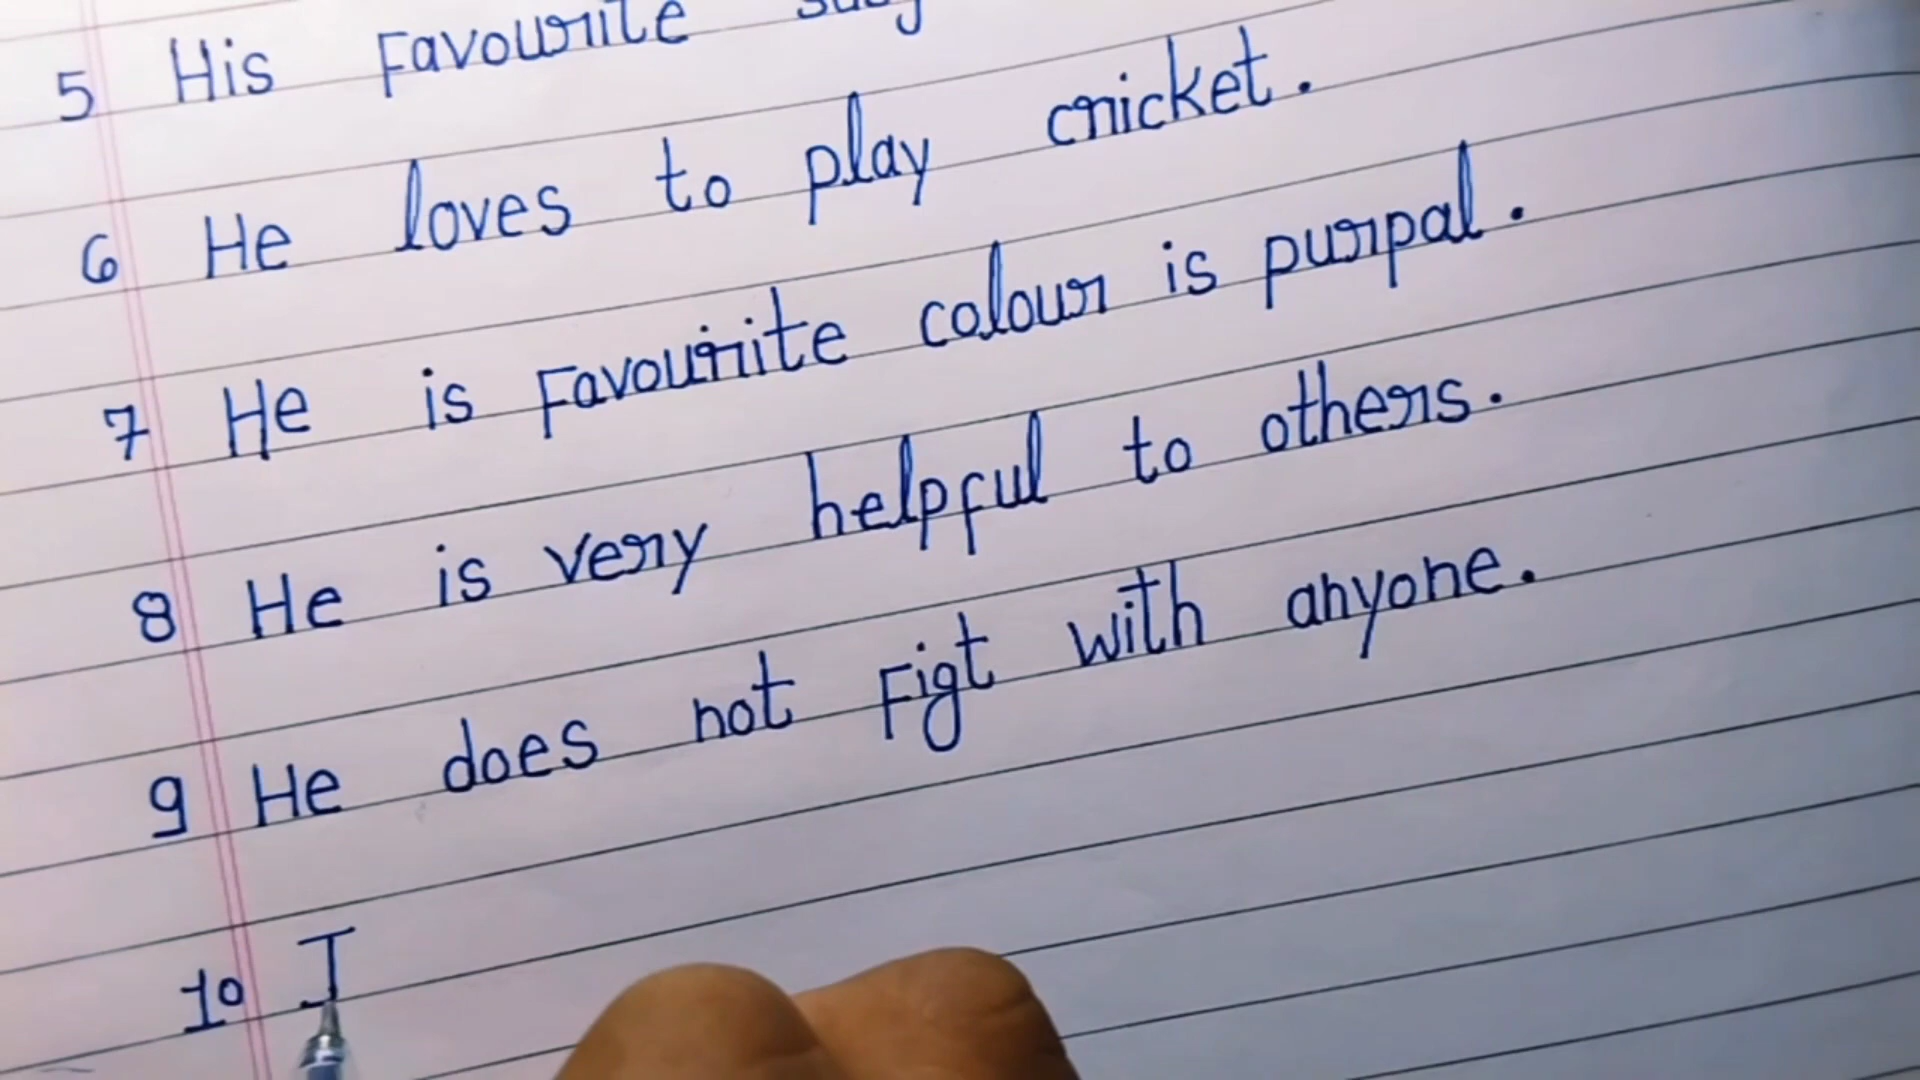 5 His Favourite
6 He loves to play cricket.
7 He is Favourite colour is purpal.
8 He is very helpful to others.
9 He does not Figt with anyone.
10 I